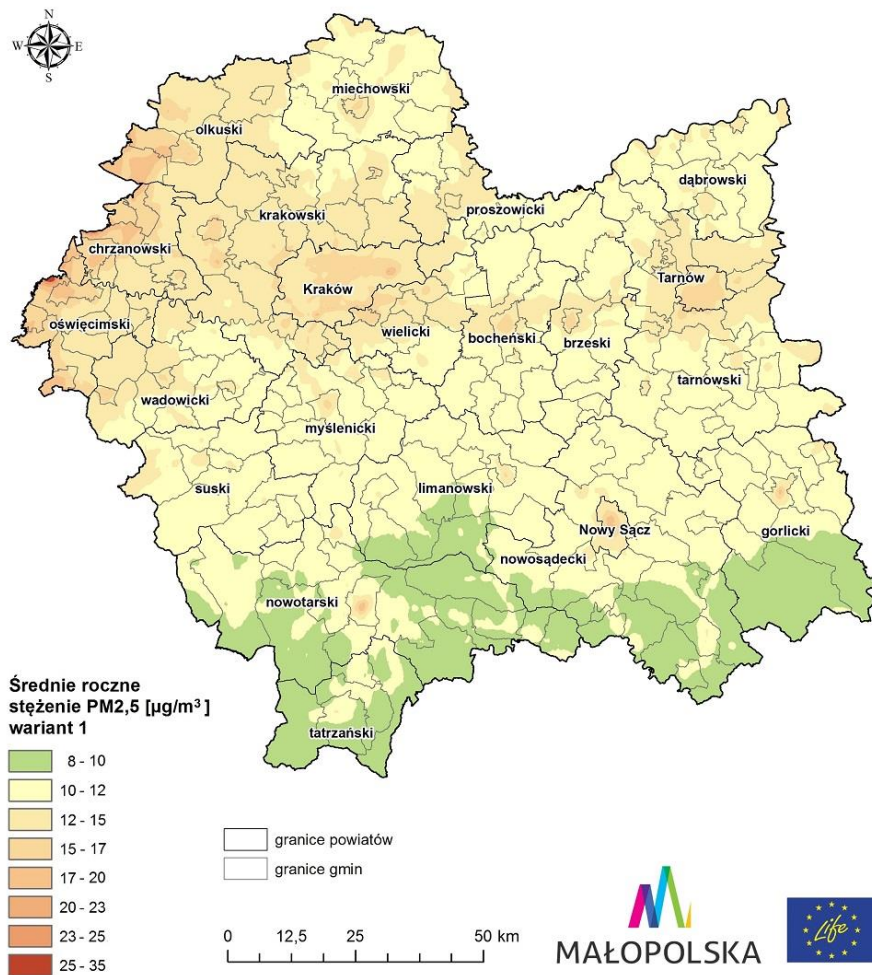 N
W E
S
miechowski
olkuski
dąbrowski
krakowski
proszowicki
chrzanowski
Tarnów
Kraków
oświęcimski
wielicki
bocheński
brzeski
tarnowski
wadowicki
myślenicki
suski
limanowski
Nowy Sącz
gorlicki
nowosądecki
nowotarski
tatrzański
Średnie roczne
stężenie PM2,5 [µg/m³]
wariant 1
8 - 10
10 - 12
12 - 15
15 - 17
17 - 20
20 - 23
23 - 25
25 - 35
granice powiatów
granice gmin
0 12,5 25 50 km
MAŁOPOLSKA
Life